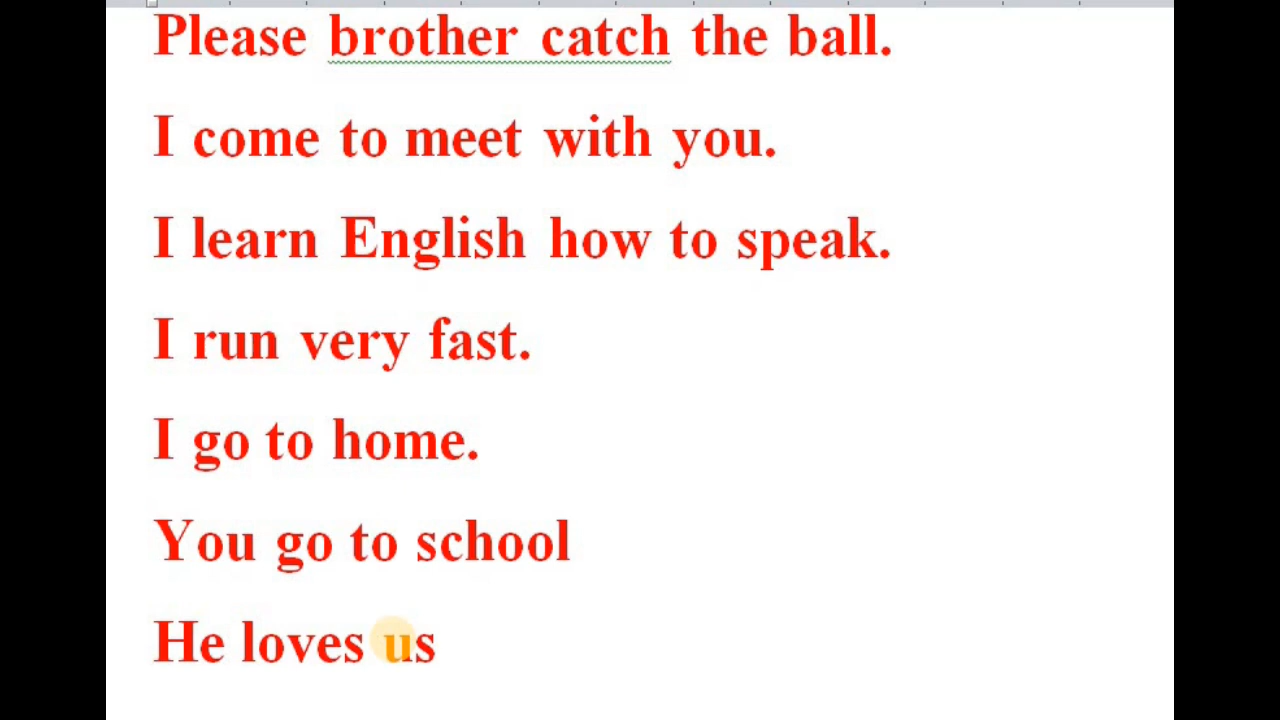 Please brother catch the ball.
I come to meet with you.
I learn English how to speak.
I run very fast.
I go to home.
You go to school
He loves us